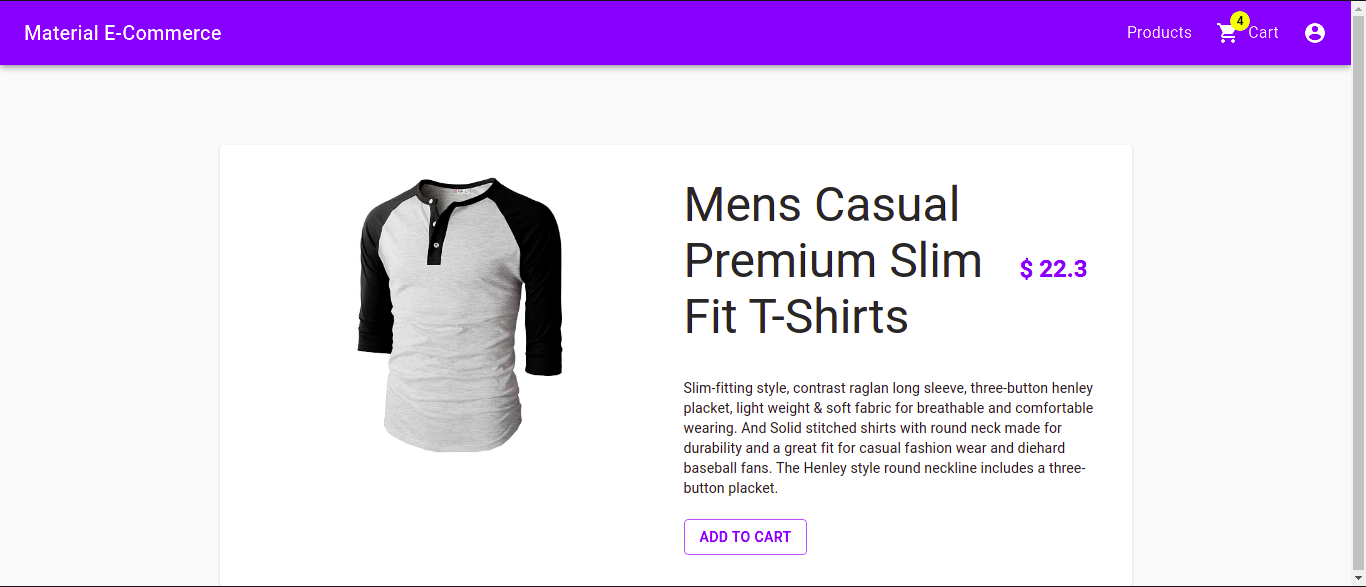 Material E-Commerce
Products
4
Cart
Mens Casual
Premium Slim
Fit T-Shirts
$ 22.3
Slim-fitting style, contrast raglan long sleeve, three-button henley
placket, light weight & soft fabric for breathable and comfortable
wearing. And Solid stitched shirts with round neck made for
durability and a great fit for casual fashion wear and diehard
baseball fans. The Henley style round neckline includes a three-
button placket.
ADD TO CART